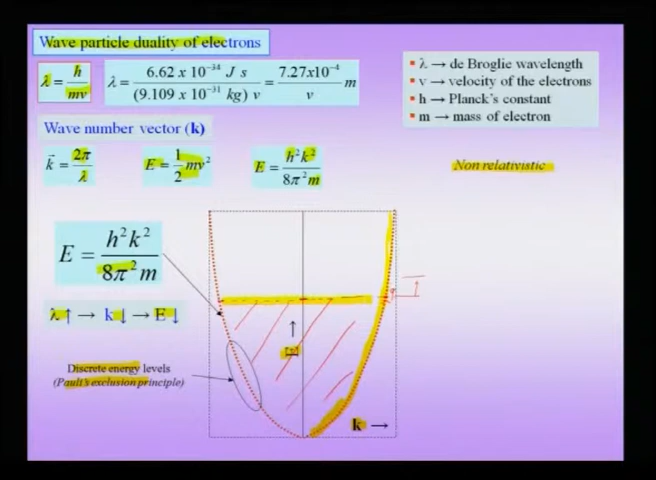 Wave particle duality of electrons
λ = h / mv
λ = 6.62 x 10⁻³⁴ J s / (9.109 x 10⁻³¹ kg) v = 7.27x10⁻⁴ / v m
▪ λ → de Broglie wavelength
▪ v → velocity of the electrons
▪ h → Planck's constant
▪ m → mass of electron
Wave number vector (k)
k⃗ = 2π / λ
E = 1/2 mv²
E = h²k² / 8π²m
Non relativistic
E = h²k² / 8π²m
λ↑ → k↓ → E↓
Discrete energy levels
(Pauli's exclusion principle)
E →
k →